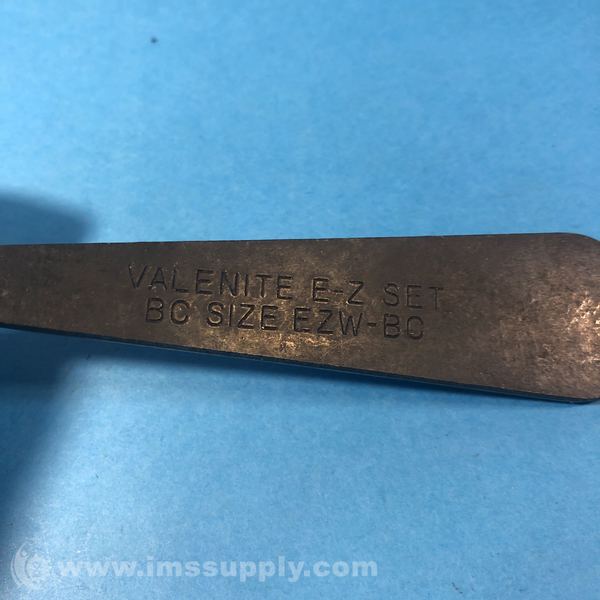 VALENITE E-Z SET
BC SIZE EZW-BC
www.imssupply.com